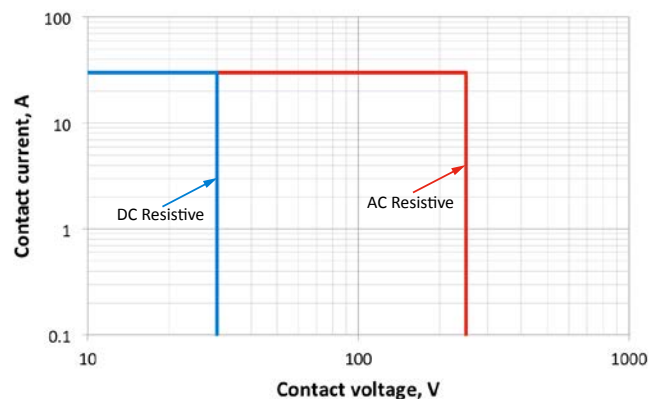 Contact current, A
100
10
1
0.1
DC Resistive
AC Resistive
10 100 1000
Contact voltage, V